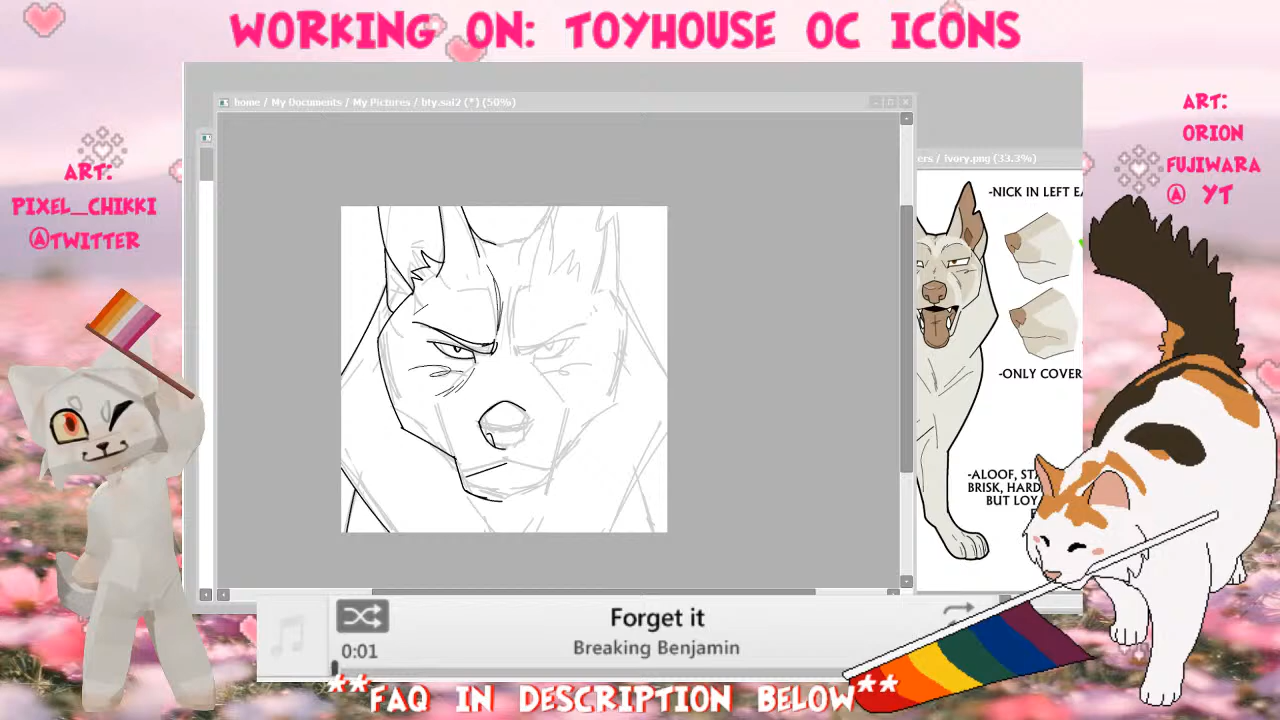 WORKING ON: TOYHOUSE OC ICONS
home / My Documents / My Pictures / bty.sai2 (*) (50%)
ers / ivory.png (33.3%)
ART:
PIXEL_CHIKKI
@TWITTER
ART:
ORION
FUJIWARA
@ YT
-NICK IN LEFT EA
-ONLY COVER
-ALOOF, ST
BRISK, HARD
BUT LOY
Forget it
Breaking Benjamin
0:01
**FAQ IN DESCRIPTION BELOW**